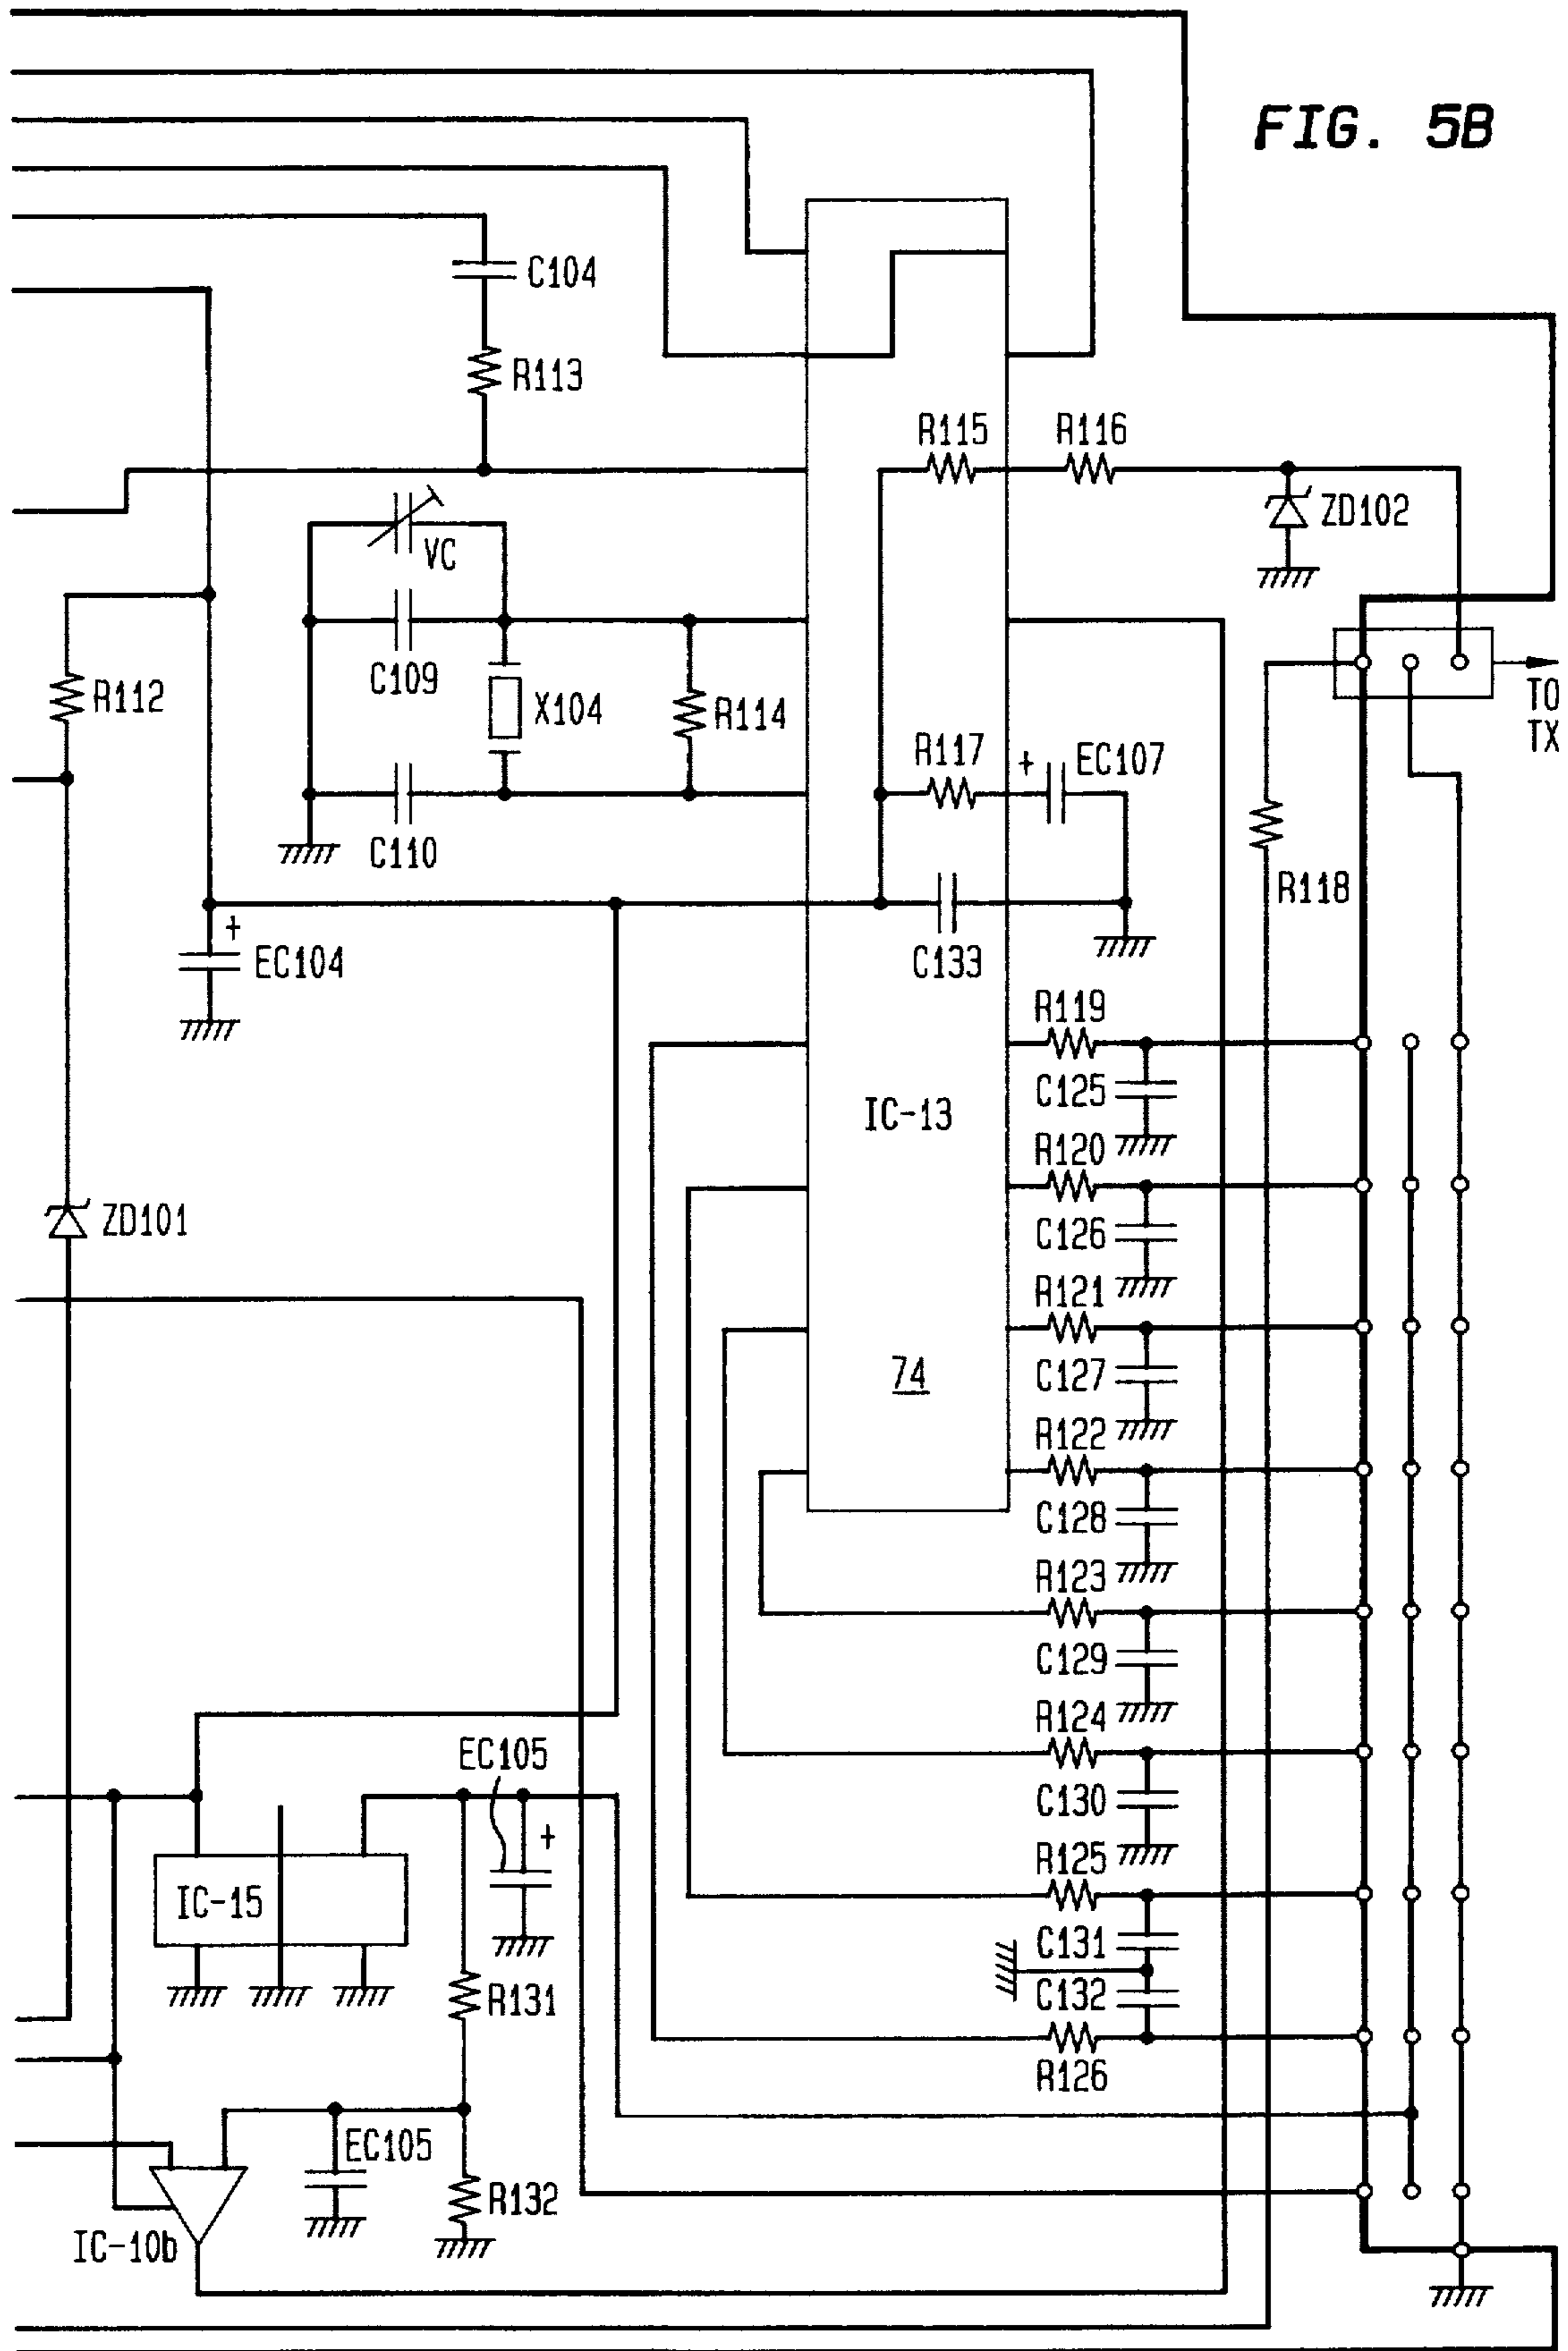 FIG. 5B
C104
R113
R115
R116
ZD102
VC
C109
X104
R114
R112
TO
TX
R117
+
EC107
C110
R118
+
EC104
C133
R119
C125
IC-13
R120
C126
ZD101
R121
C127
74
R122
C128
R123
C129
R124
EC105
C130
+
R125
IC-15
C131
R131
C132
R126
EC105
R132
IC-10b